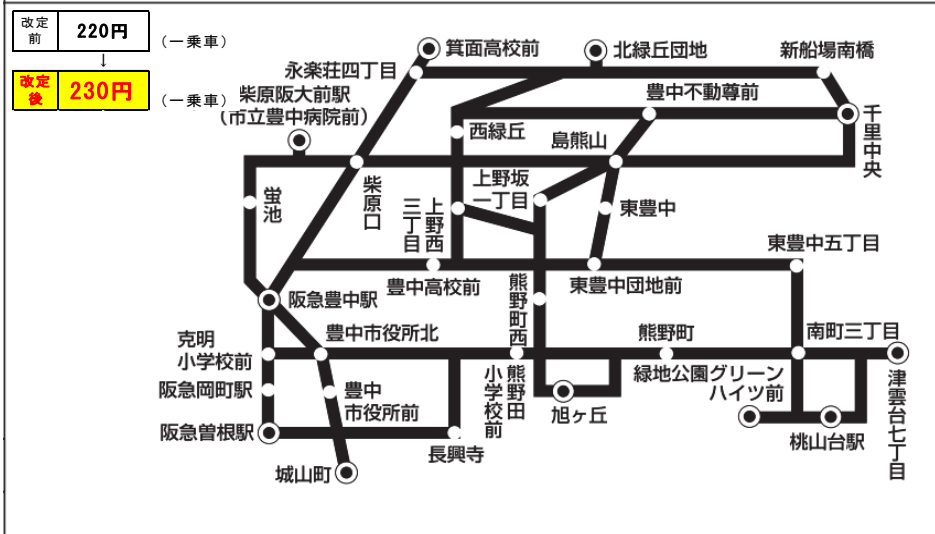 改定前
220円
（一乗車）
↓
改定後
230円
（一乗車）
箕面高校前
北緑丘団地
新船場南橋
永楽荘四丁目
柴原阪大前駅
（市立豊中病院前）
豊中不動尊前
千里中央
西緑丘
島熊山
蛍池
柴原口
上野西三丁目
上野坂一丁目
東豊中
東豊中五丁目
豊中高校前
東豊中団地前
阪急豊中駅
熊野町西
豊中市役所北
克明
小学校前
熊野町
南町三丁目
阪急岡町駅
豊中
市役所前
熊野田小学校前
緑地公園グリーン
ハイツ前
旭ヶ丘
津雲台七丁目
桃山台駅
阪急曽根駅
長興寺
城山町